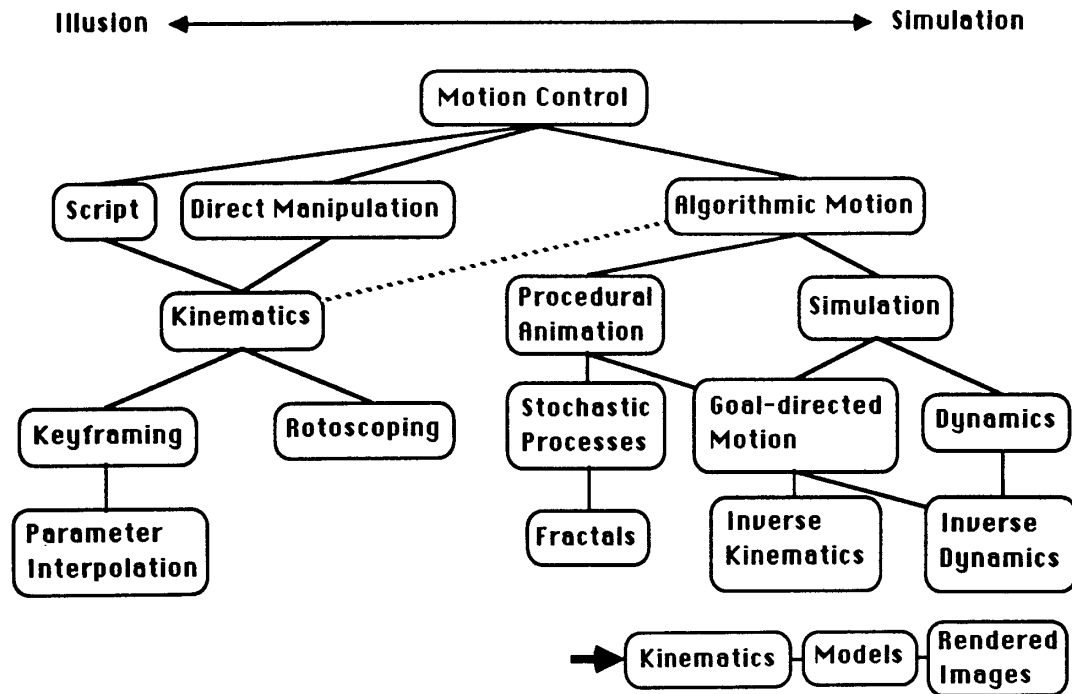 Illusion
Simulation
Motion Control
Script
Direct Manipulation
Algorithmic Motion
Kinematics
Procedural
Animation
Simulation
Keyframing
Rotoscoping
Stochastic
Processes
Goal-directed
Motion
Dynamics
Parameter
Interpolation
Fractals
Inverse
Kinematics
Inverse
Dynamics
Kinematics
Models
Rendered
Images